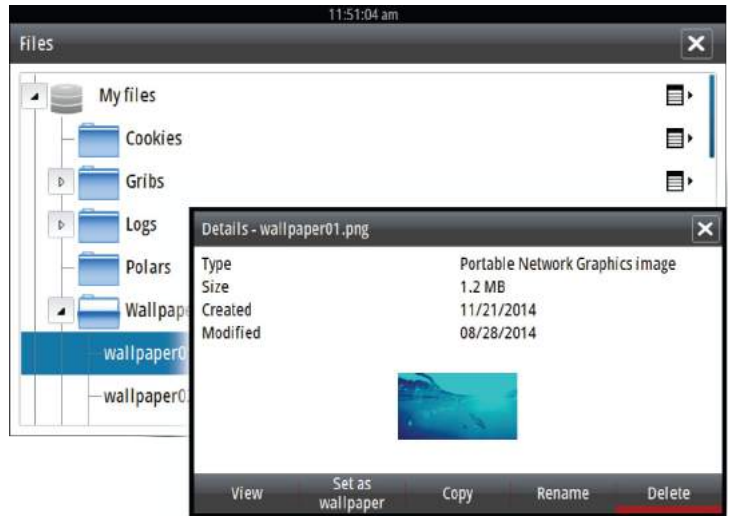 11:51:04 am
Files
My files
Cookies
Gribs
Logs
Polars
wallpaper0
Details - wallpaper01.png
Type Portable Network Graphics image
Size 1.2 MB
Created 11/21/2014
Modified 08/28/2014
View Set as wallpaper Copy Rename Delete